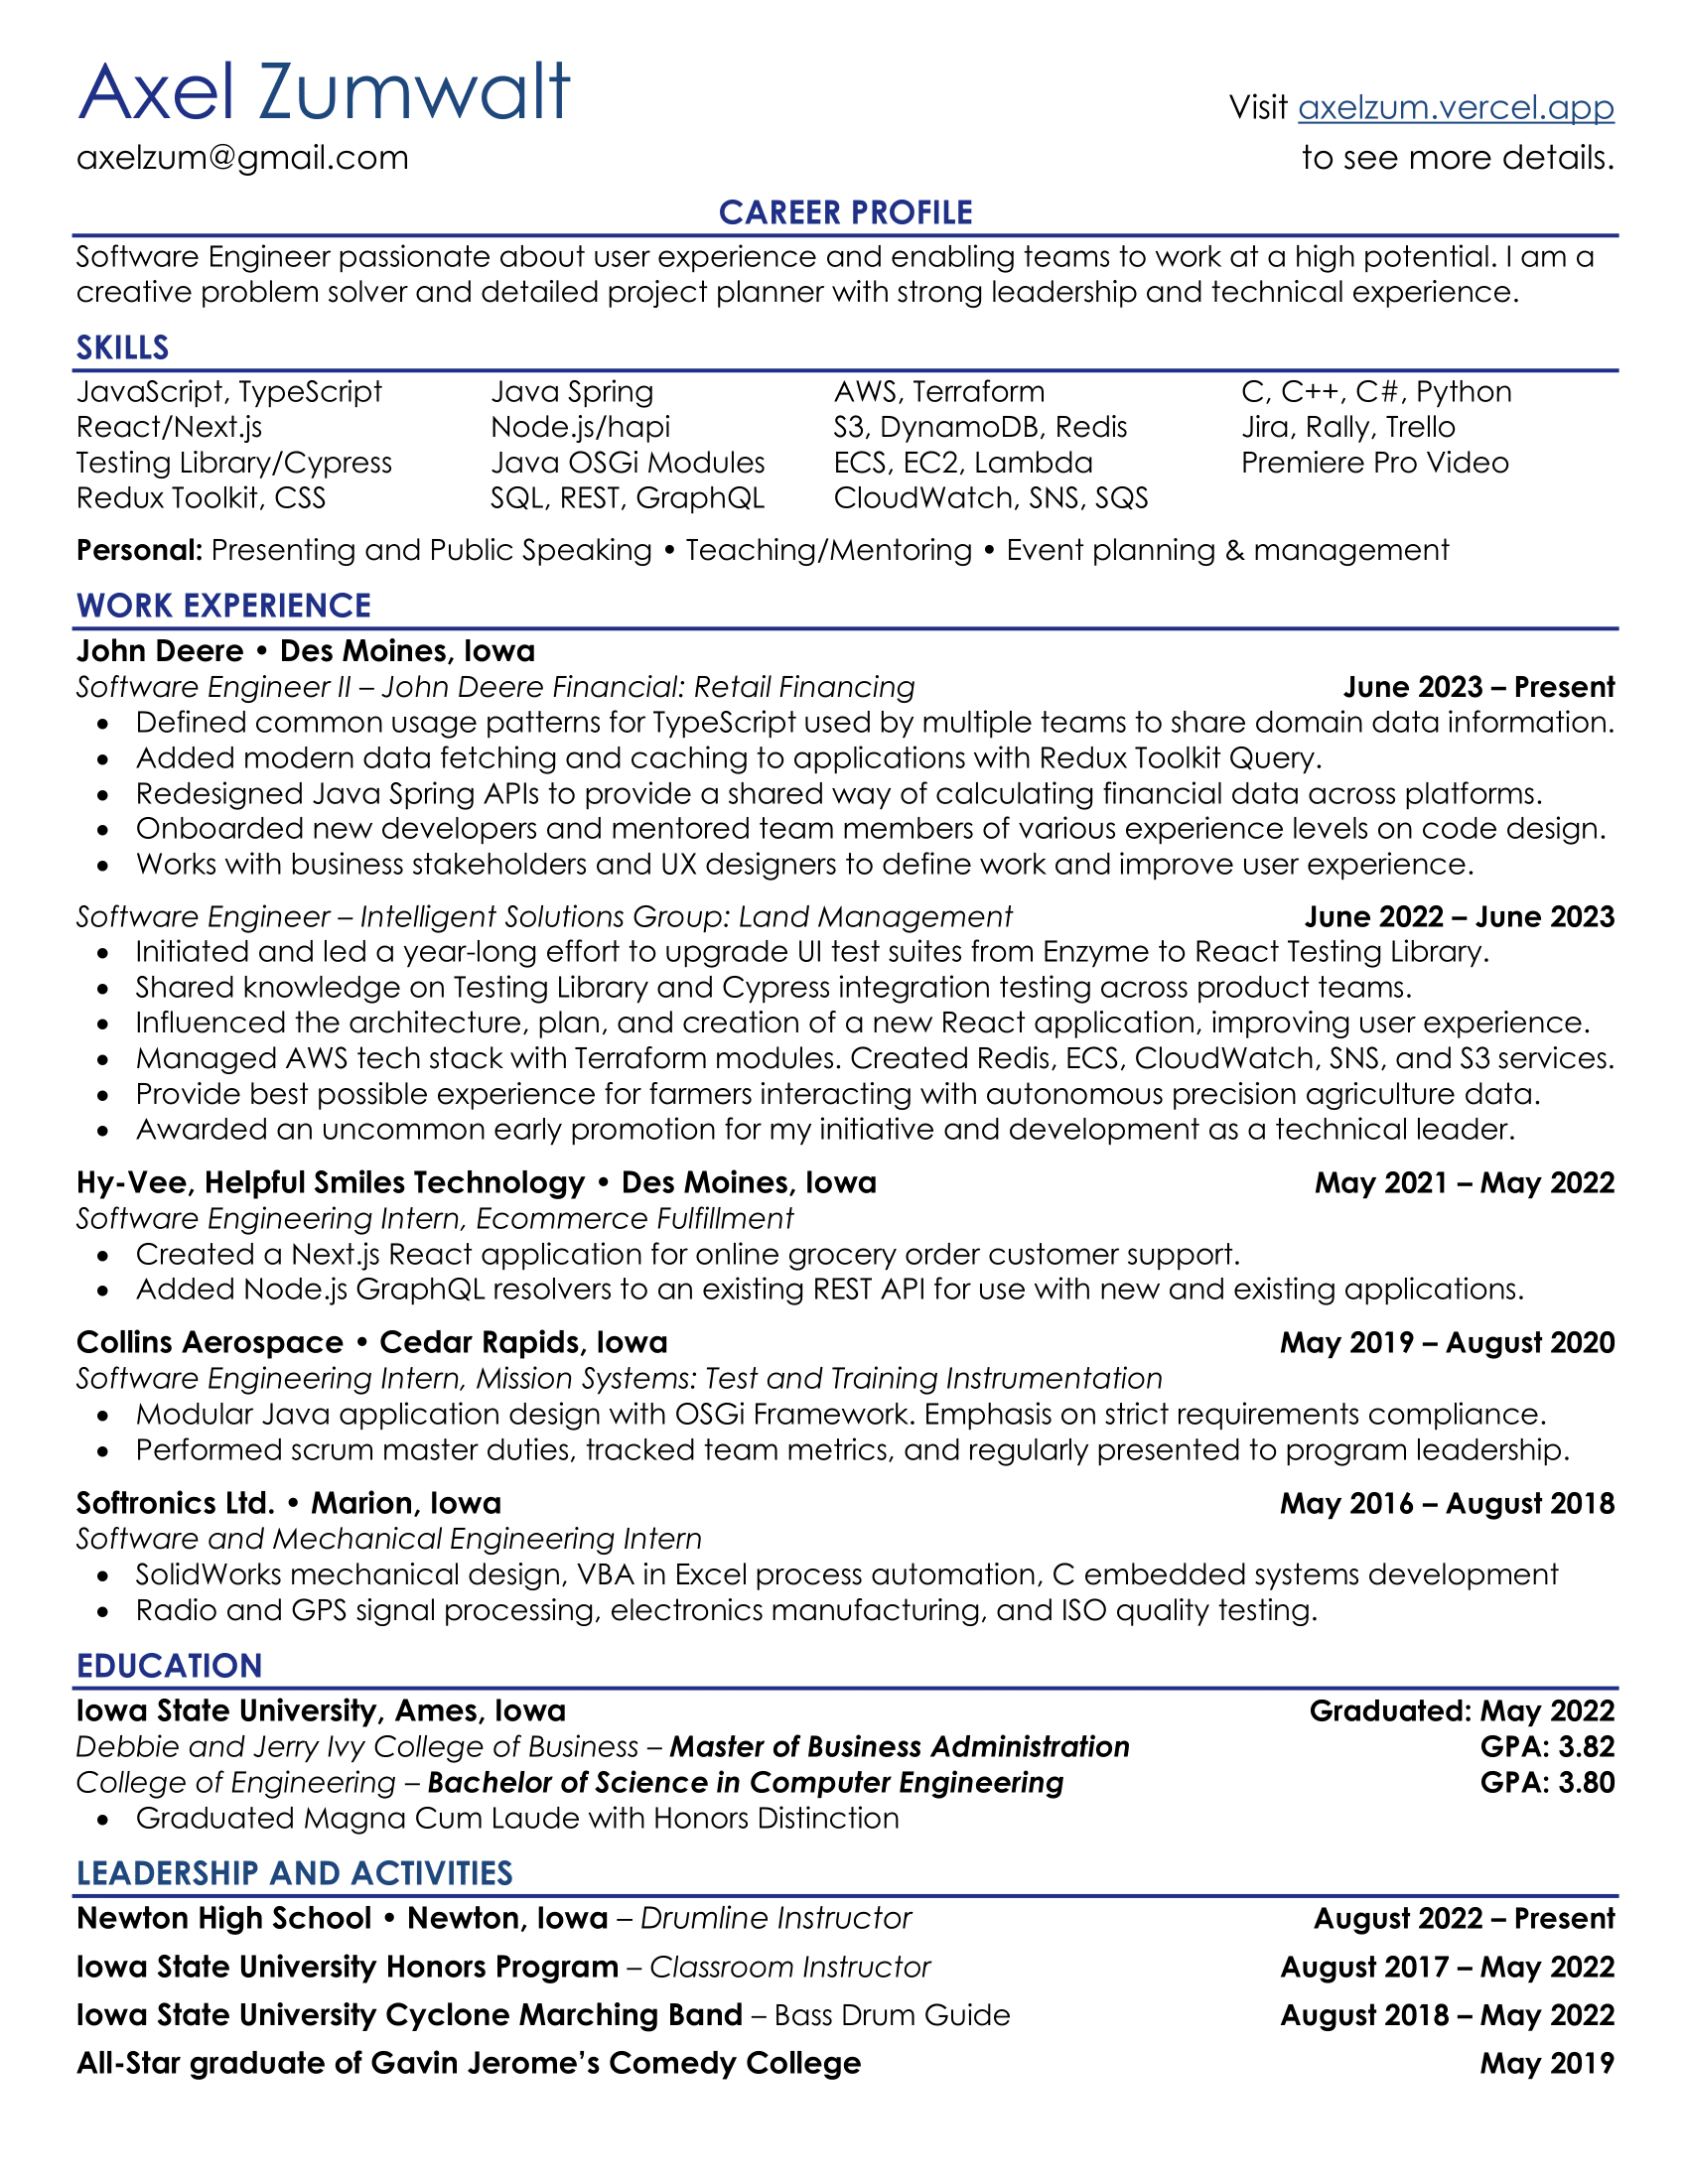 Axel Zumwalt
Visit axelzum.vercel.app
axelzum@gmail.com
to see more details.
CAREER PROFILE
Software Engineer passionate about user experience and enabling teams to work at a high potential. I am a
creative problem solver and detailed project planner with strong leadership and technical experience.
SKILLS
JavaScript, TypeScript Java Spring AWS, Terraform C, C++, C#, Python
React/Next.js Node.js/hapi S3, DynamoDB, Redis Jira, Rally, Trello
Testing Library/Cypress Java OSGi Modules ECS, EC2, Lambda Premiere Pro Video
Redux Toolkit, CSS SQL, REST, GraphQL CloudWatch, SNS, SQS
Personal: Presenting and Public Speaking • Teaching/Mentoring • Event planning & management
WORK EXPERIENCE
John Deere • Des Moines, Iowa
Software Engineer II – John Deere Financial: Retail Financing June 2023 – Present
• Defined common usage patterns for TypeScript used by multiple teams to share domain data information.
• Added modern data fetching and caching to applications with Redux Toolkit Query.
• Redesigned Java Spring APIs to provide a shared way of calculating financial data across platforms.
• Onboarded new developers and mentored team members of various experience levels on code design.
• Works with business stakeholders and UX designers to define work and improve user experience.
Software Engineer – Intelligent Solutions Group: Land Management June 2022 – June 2023
• Initiated and led a year-long effort to upgrade UI test suites from Enzyme to React Testing Library.
• Shared knowledge on Testing Library and Cypress integration testing across product teams.
• Influenced the architecture, plan, and creation of a new React application, improving user experience.
• Managed AWS tech stack with Terraform modules. Created Redis, ECS, CloudWatch, SNS, and S3 services.
• Provide best possible experience for farmers interacting with autonomous precision agriculture data.
• Awarded an uncommon early promotion for my initiative and development as a technical leader.
Hy-Vee, Helpful Smiles Technology • Des Moines, Iowa May 2021 – May 2022
Software Engineering Intern, Ecommerce Fulfillment
• Created a Next.js React application for online grocery order customer support.
• Added Node.js GraphQL resolvers to an existing REST API for use with new and existing applications.
Collins Aerospace • Cedar Rapids, Iowa May 2019 – August 2020
Software Engineering Intern, Mission Systems: Test and Training Instrumentation
• Modular Java application design with OSGi Framework. Emphasis on strict requirements compliance.
• Performed scrum master duties, tracked team metrics, and regularly presented to program leadership.
Softronics Ltd. • Marion, Iowa May 2016 – August 2018
Software and Mechanical Engineering Intern
• SolidWorks mechanical design, VBA in Excel process automation, C embedded systems development
• Radio and GPS signal processing, electronics manufacturing, and ISO quality testing.
EDUCATION
Iowa State University, Ames, Iowa Graduated: May 2022
Debbie and Jerry Ivy College of Business – Master of Business Administration GPA: 3.82
College of Engineering – Bachelor of Science in Computer Engineering GPA: 3.80
• Graduated Magna Cum Laude with Honors Distinction
LEADERSHIP AND ACTIVITIES
Newton High School • Newton, Iowa – Drumline Instructor August 2022 – Present
Iowa State University Honors Program – Classroom Instructor August 2017 – May 2022
Iowa State University Cyclone Marching Band – Bass Drum Guide August 2018 – May 2022
All-Star graduate of Gavin Jerome’s Comedy College May 2019